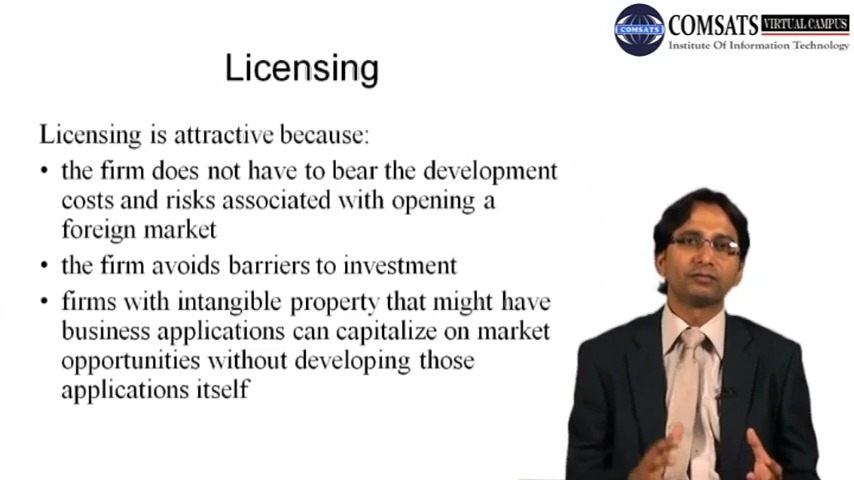 COMSATS VIRTUAL CAMPUS
COMSATS
Institute Of Information Technology
Licensing
Licensing is attractive because:
• the firm does not have to bear the development
costs and risks associated with opening a
foreign market
• the firm avoids barriers to investment
• firms with intangible property that might have
business applications can capitalize on market
opportunities without developing those
applications itself